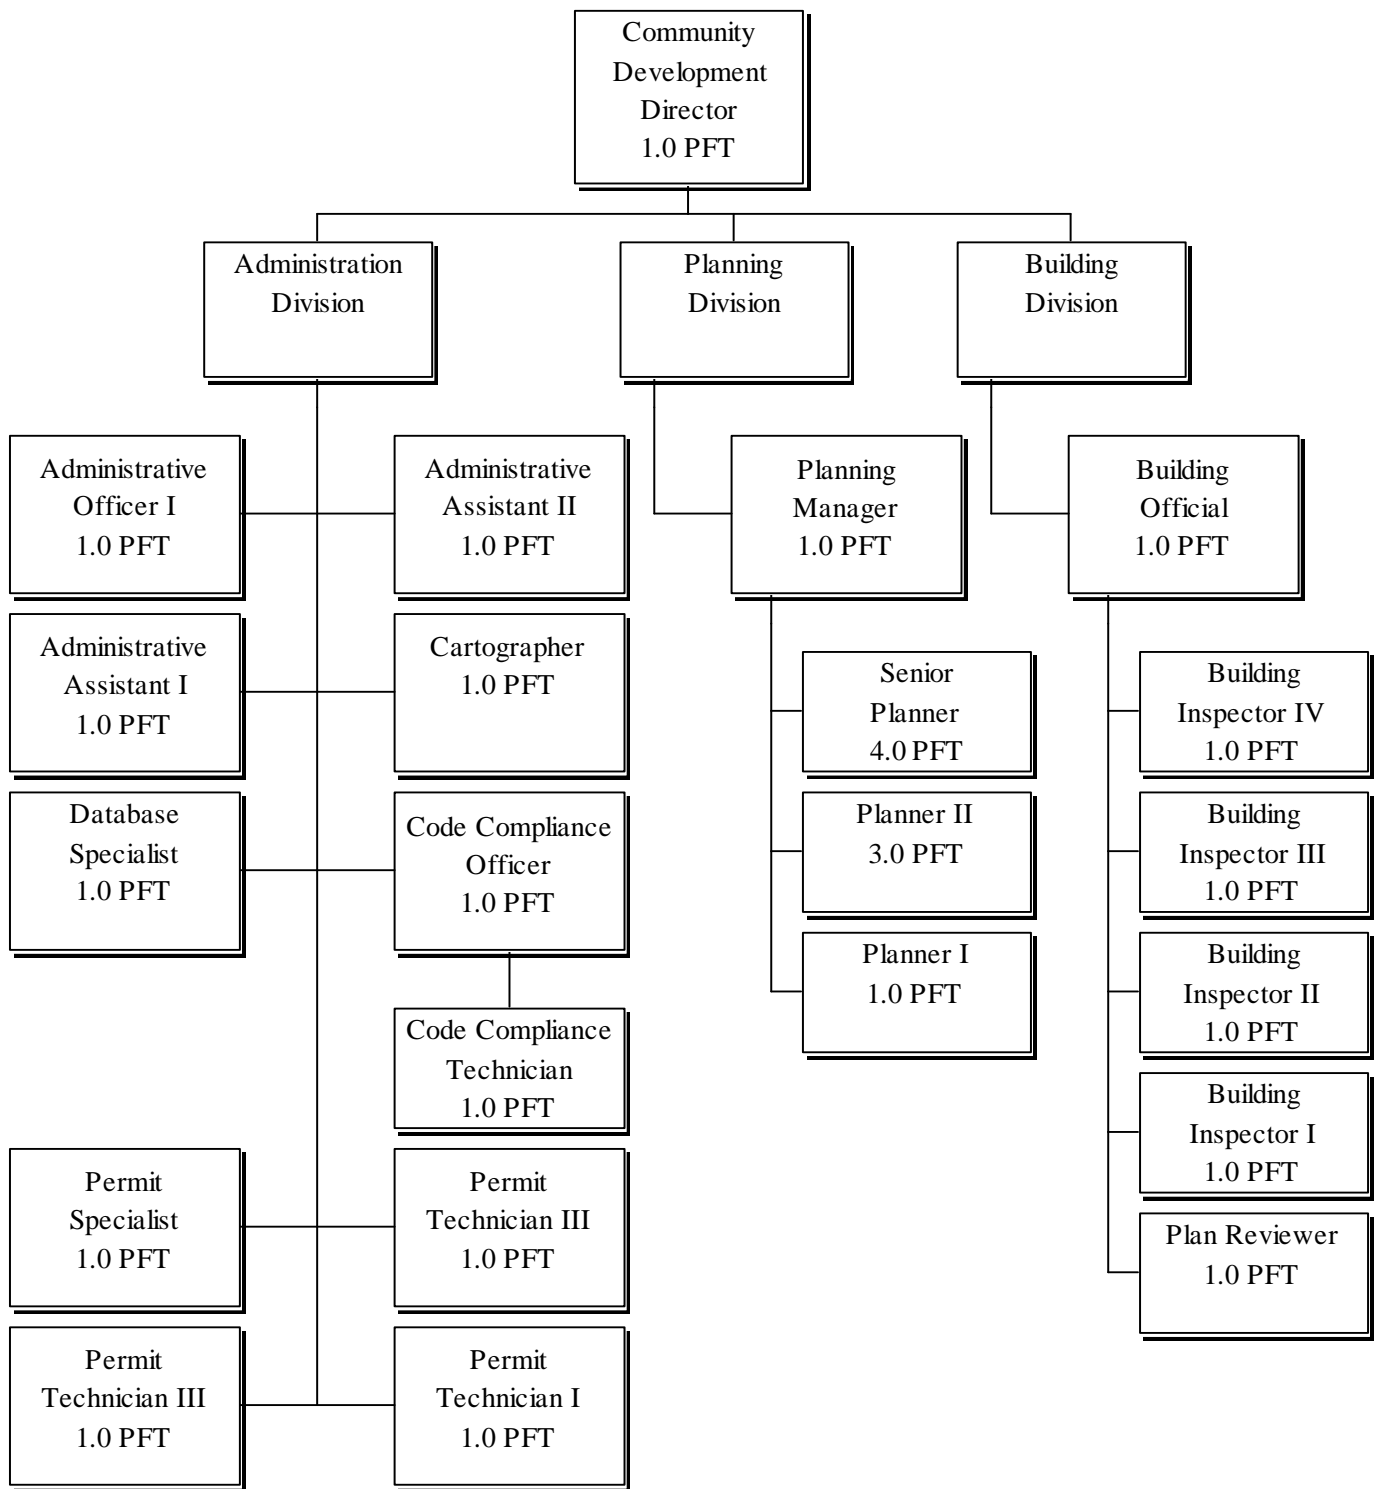 Community
Development
Director
1.0 PFT
Administration
Division
Planning
Division
Building
Division
Administrative
Officer I
1.0 PFT
Administrative
Assistant II
1.0 PFT
Planning
Manager
1.0 PFT
Building
Official
1.0 PFT
Administrative
Assistant I
1.0 PFT
Cartographer
1.0 PFT
Senior
Planner
4.0 PFT
Building
Inspector IV
1.0 PFT
Database
Specialist
1.0 PFT
Code Compliance
Officer
1.0 PFT
Planner II
3.0 PFT
Building
Inspector III
1.0 PFT
Planner I
1.0 PFT
Building
Inspector II
1.0 PFT
Code Compliance
Technician
1.0 PFT
Building
Inspector I
1.0 PFT
Permit
Specialist
1.0 PFT
Permit
Technician III
1.0 PFT
Plan Reviewer
1.0 PFT
Permit
Technician III
1.0 PFT
Permit
Technician I
1.0 PFT